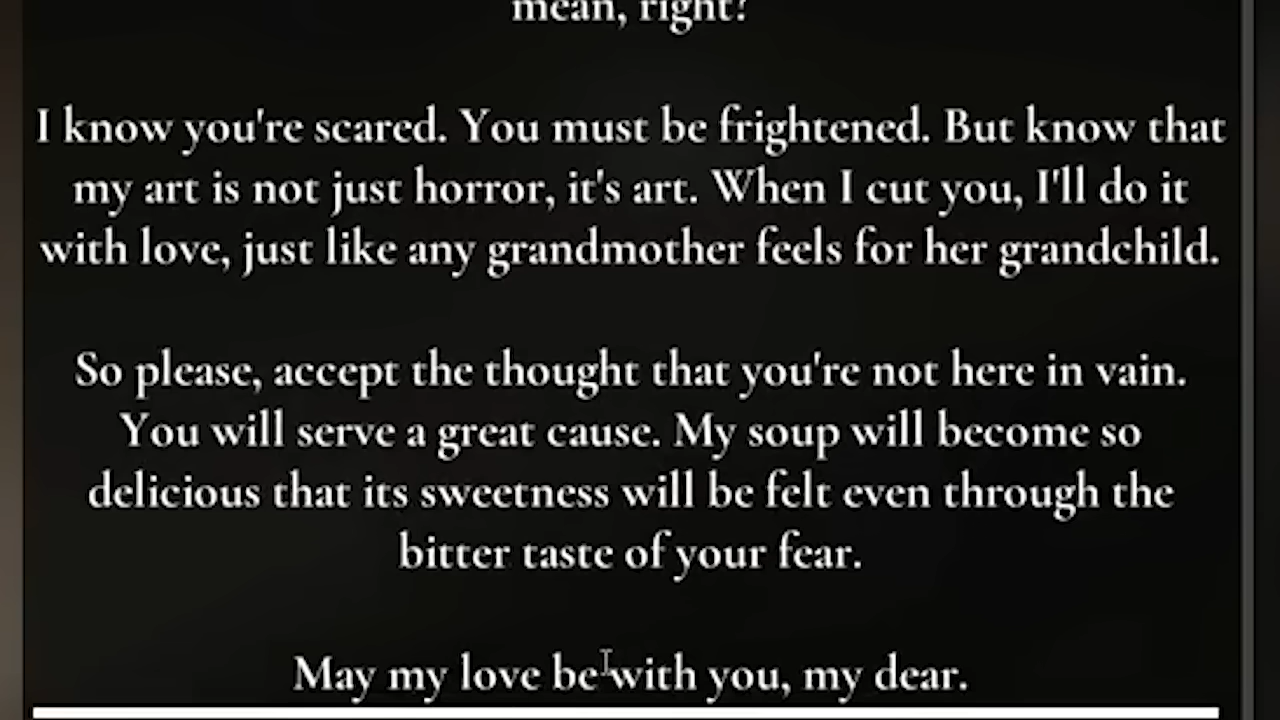 mean, right?
I know you're scared. You must be frightened. But know that
my art is not just horror, it's art. When I cut you, I'll do it
with love, just like any grandmother feels for her grandchild.
So please, accept the thought that you're not here in vain.
You will serve a great cause. My soup will become so
delicious that its sweetness will be felt even through the
bitter taste of your fear.
May my love be with you, my dear.